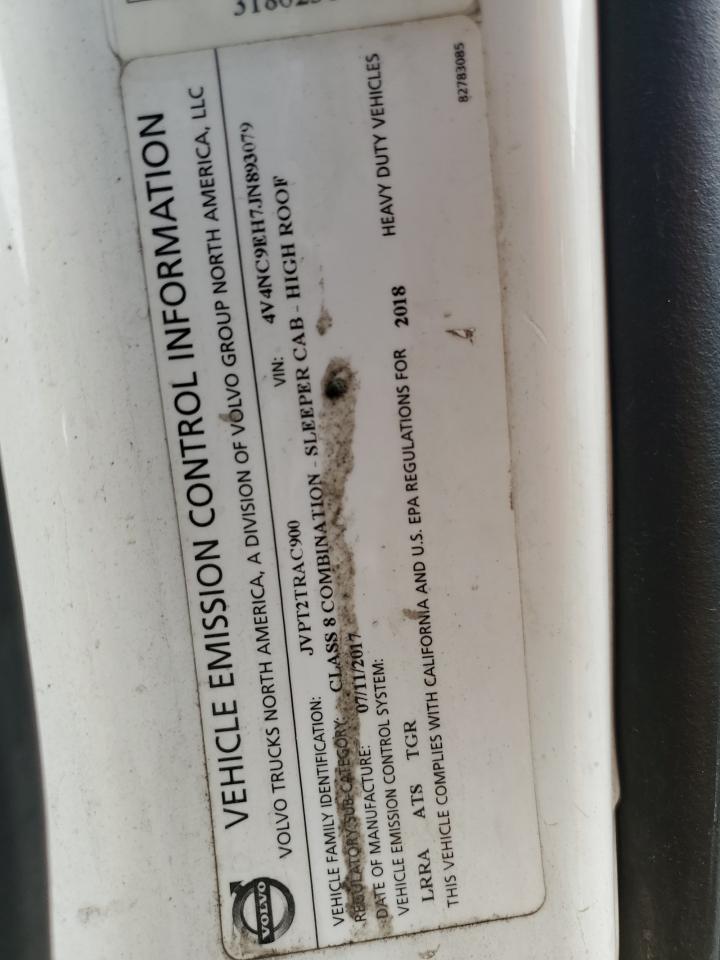 VOLVO
VEHICLE EMISSION CONTROL INFORMATION
VOLVO TRUCKS NORTH AMERICA, A DIVISION OF VOLVO GROUP NORTH AMERICA, LLC
VEHICLE FAMILY IDENTIFICATION: JVPT2TRAC900 VIN: 4V4NC9EH7JN893079
REGULATORY SUB-CATEGORY: CLASS 8 COMBINATION - SLEEPER CAB - HIGH ROOF
DATE OF MANUFACTURE: 07/11/2017
VEHICLE EMISSION CONTROL SYSTEM:
LRRA ATS TGR
THIS VEHICLE COMPLIES WITH CALIFORNIA AND U.S. EPA REGULATIONS FOR 2018 HEAVY DUTY VEHICLES
82783085